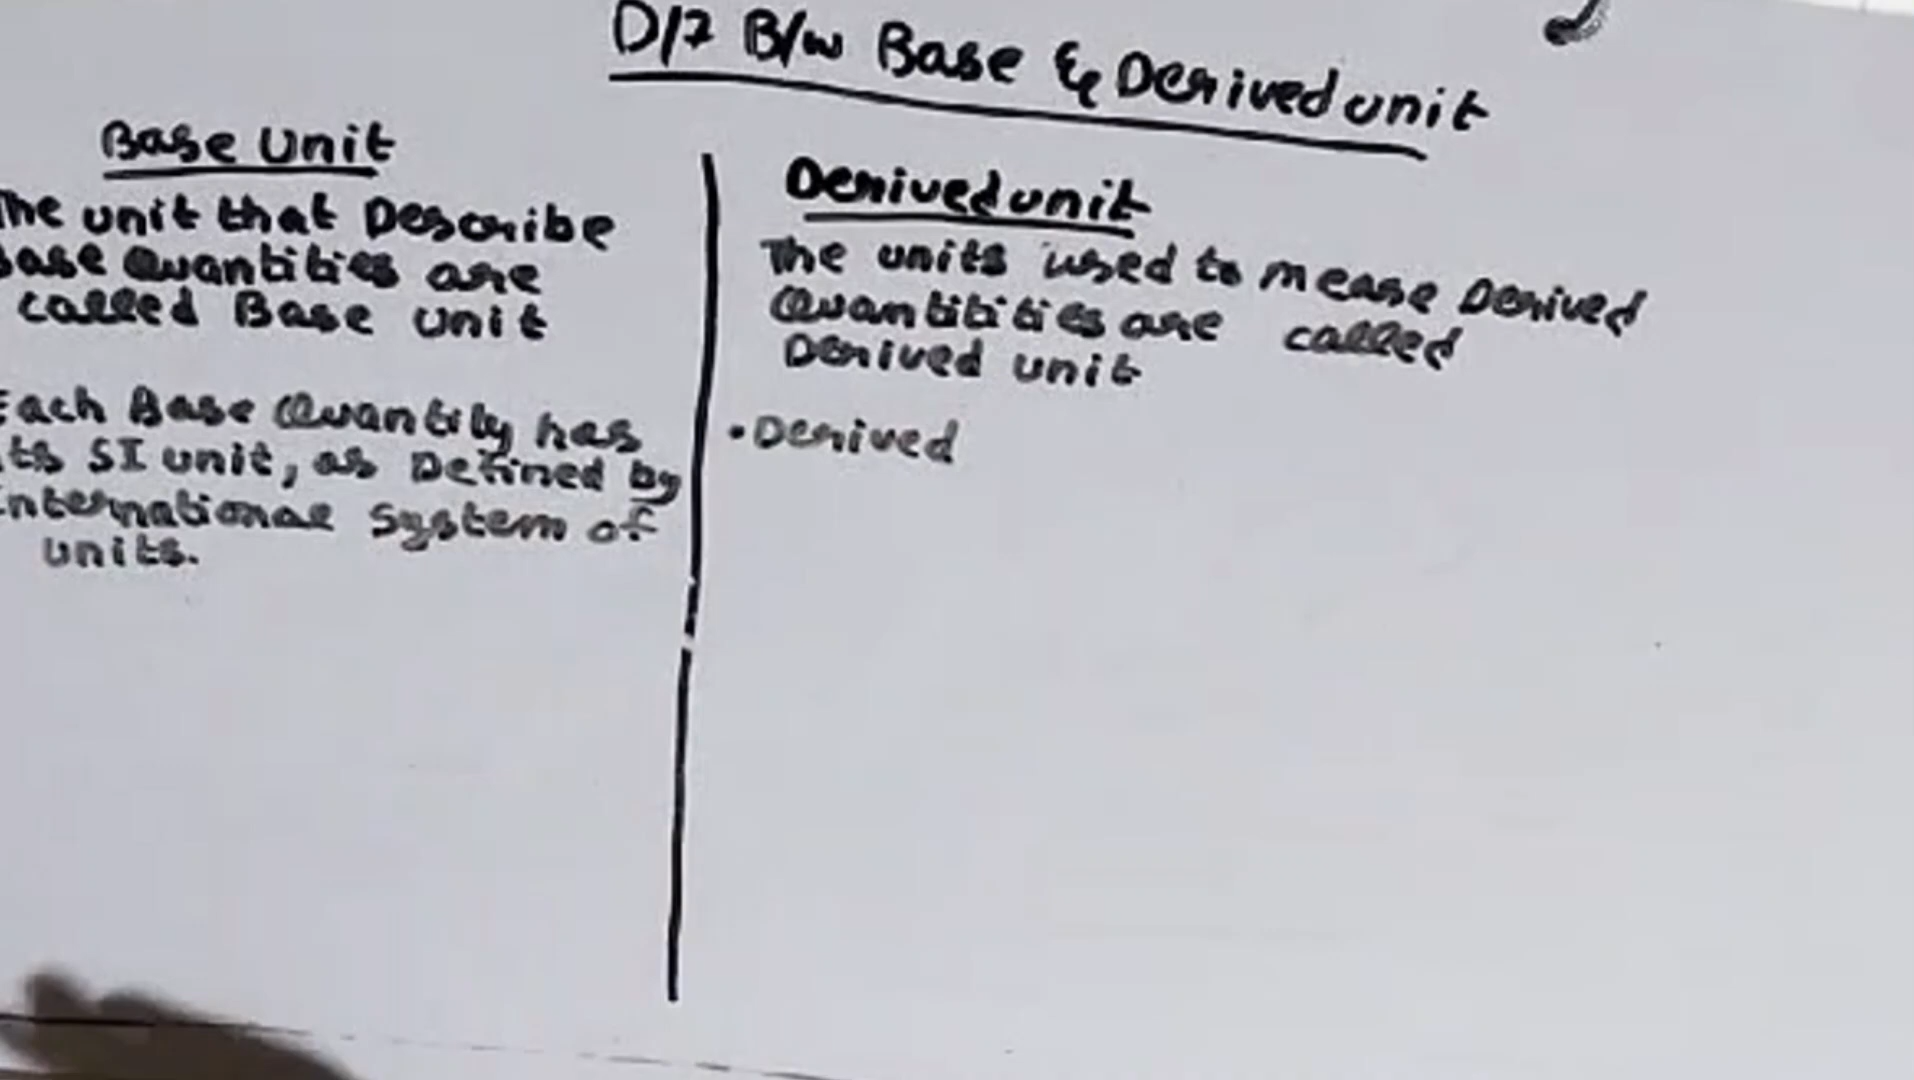 D/f B/w Base & Derived unit
Base Unit
The unit that Describe
Base Quantities are
called Base unit
Each Base Quantity has
its SI unit, as Defined by
International System of
units.
Derived unit
The units used to mease Derived
Quantitities are called
Derived unit
• Derived